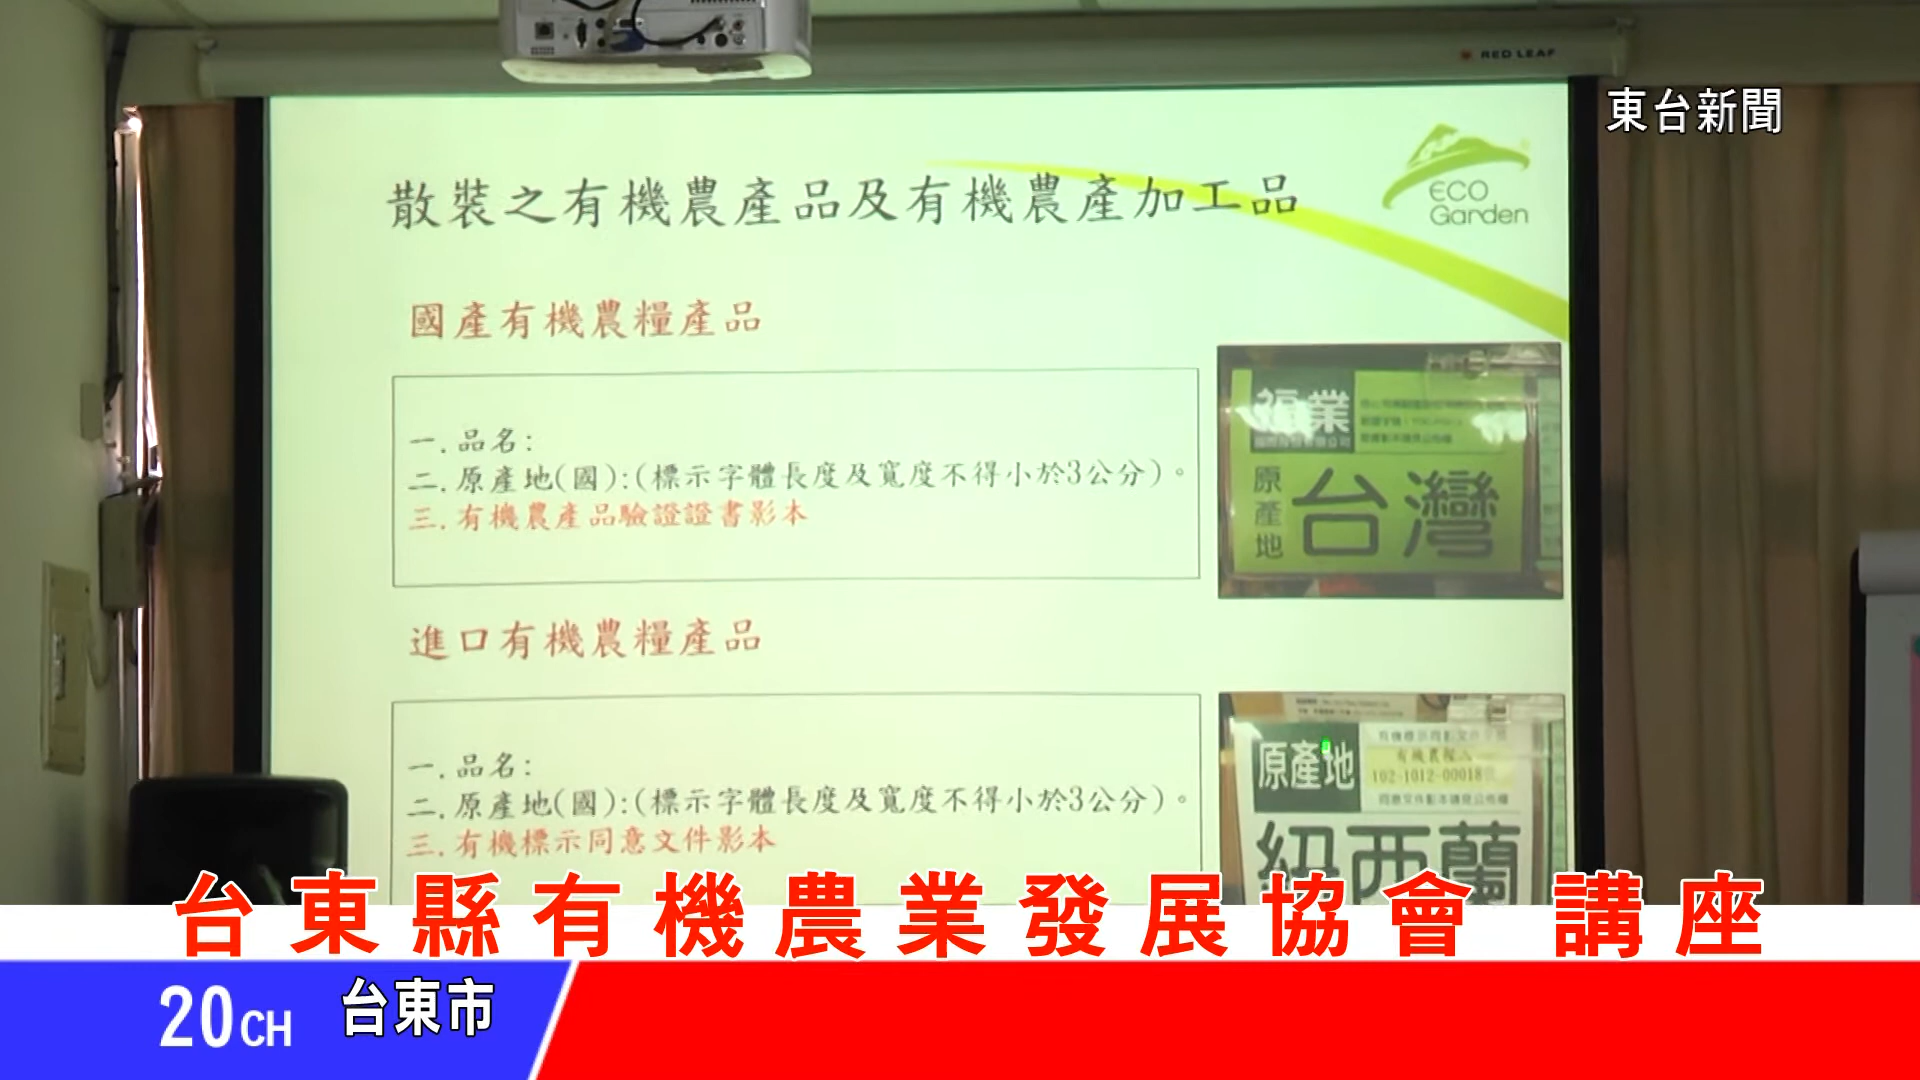 RED LEAF
東台新聞
ECO
Garden
散裝之有機農產品及有機農產加工品
國產有機農糧產品
一.品名:
二.原產地(國):(標示字體長度及寬度不得小於3公分)。
三.有機農產品驗證證書影本
福業
原產地
台灣
進口有機農糧產品
一.品名:
二.原產地(國):(標示字體長度及寬度不得小於3公分)。
三.有機標示同意文件影本
原產地
102-1012-00018
紐西蘭
台東縣有機農業發展協會 講座
20CH 台東市